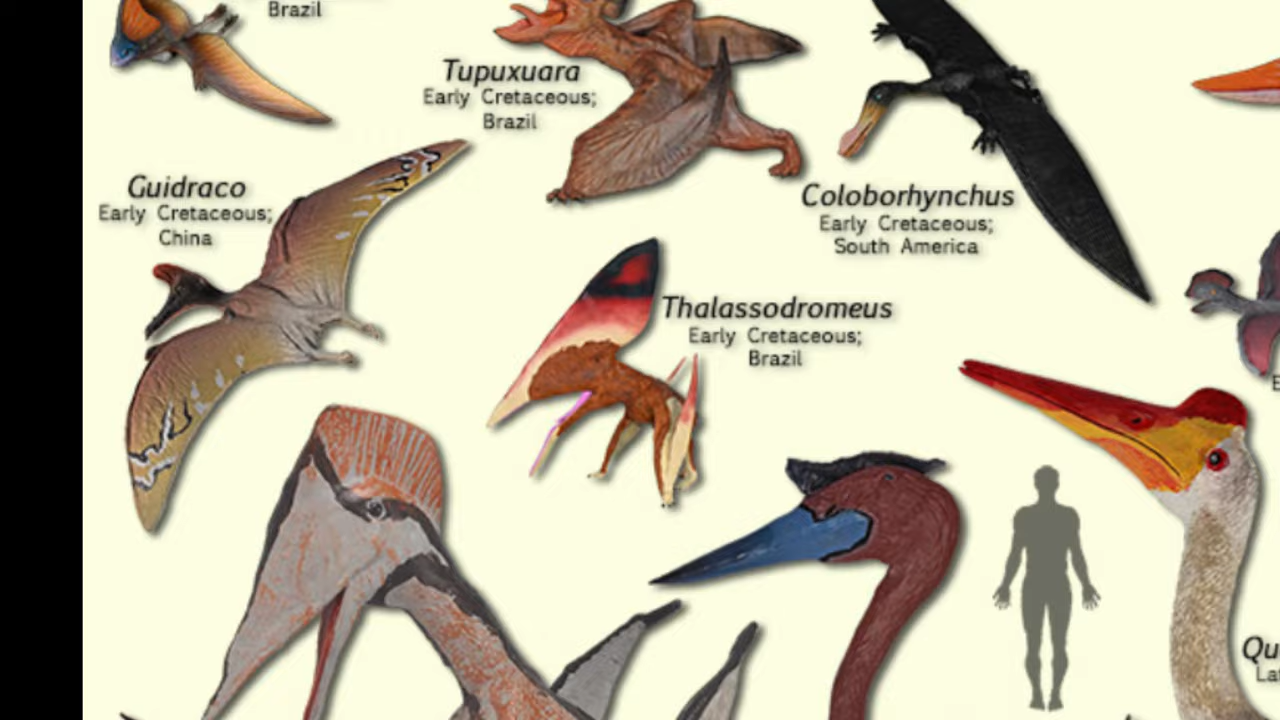 Brazil
Tupuxuara
Early Cretaceous;
Brazil
Guidraco
Early Cretaceous;
China
Coloborhynchus
Early Cretaceous;
South America
Thalassodromeus
Early Cretaceous;
Brazil